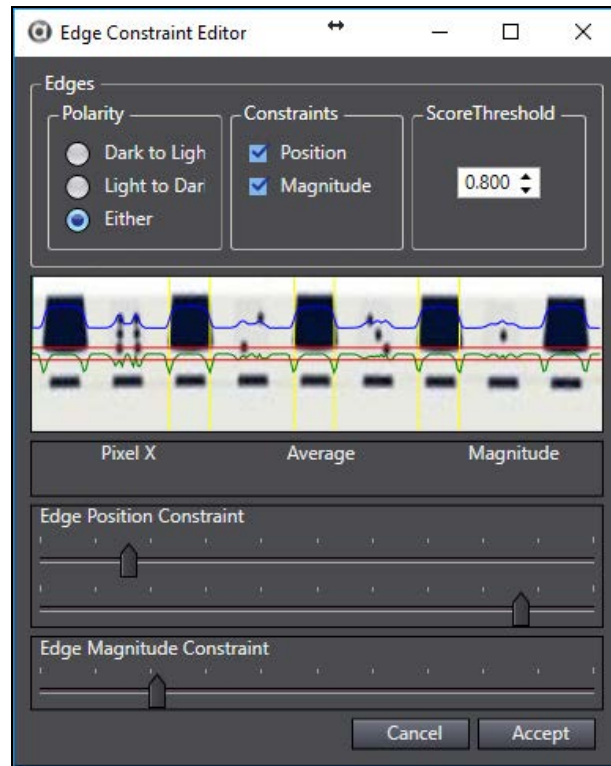 Edge Constraint Editor
Edges
Polarity
Constraints
ScoreThreshold
Dark to Ligh
Position
Light to Dar
Magnitude
0.800
Either
Pixel X
Average
Magnitude
Edge Position Constraint
Edge Magnitude Constraint
Cancel
Accept